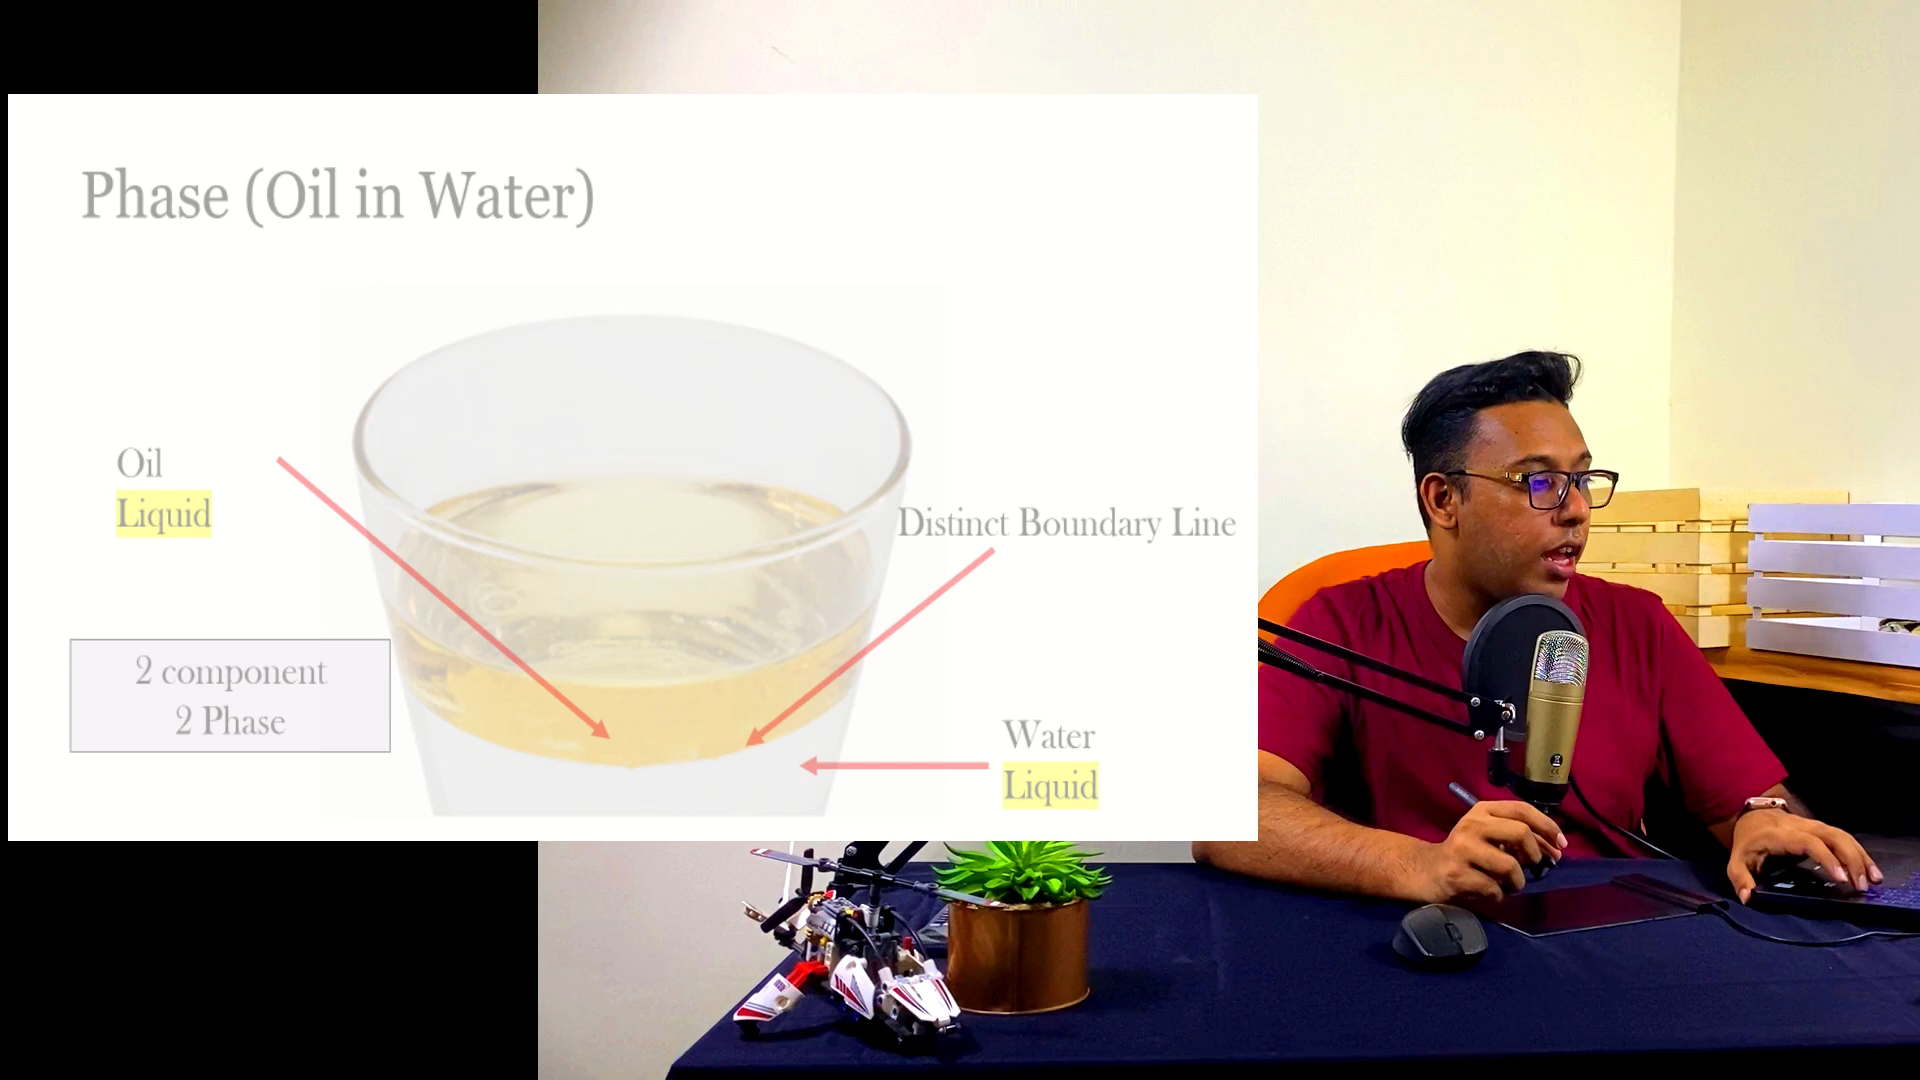 Phase (Oil in Water)
Oil
Liquid
Distinct Boundary Line
2 component
2 Phase
Water
Liquid